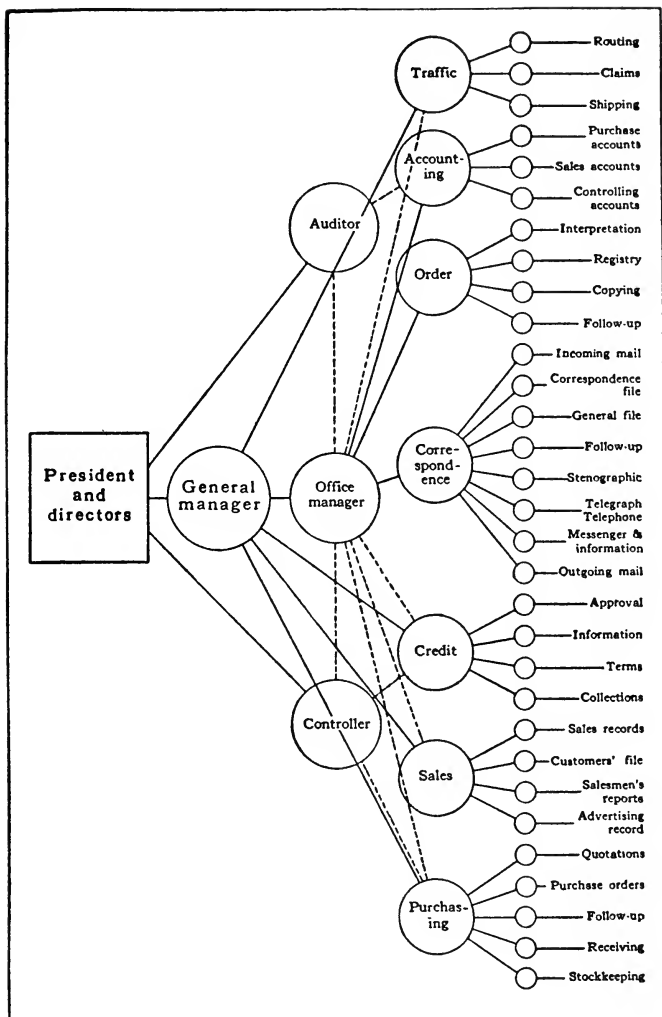 President
and
directors
General
manager
Auditor
Office
manager
Controller
Traffic
Routing
Claims
Shipping
Account-
ing
Purchase
accounts
Sales accounts
Controlling
accounts
Order
Interpretation
Registry
Copying
Follow-up
Corre-
spond-
ence
Incoming mail
Correspondence
file
General file
Follow-up
Stenographic
Telegraph
Telephone
Messenger &
information
Outgoing mail
Credit
Approval
Information
Terms
Collections
Sales
Sales records
Customers' file
Salesmen's
reports
Advertising
record
Purchas-
ing
Quotations
Purchase orders
Follow-up
Receiving
Stockkeeping